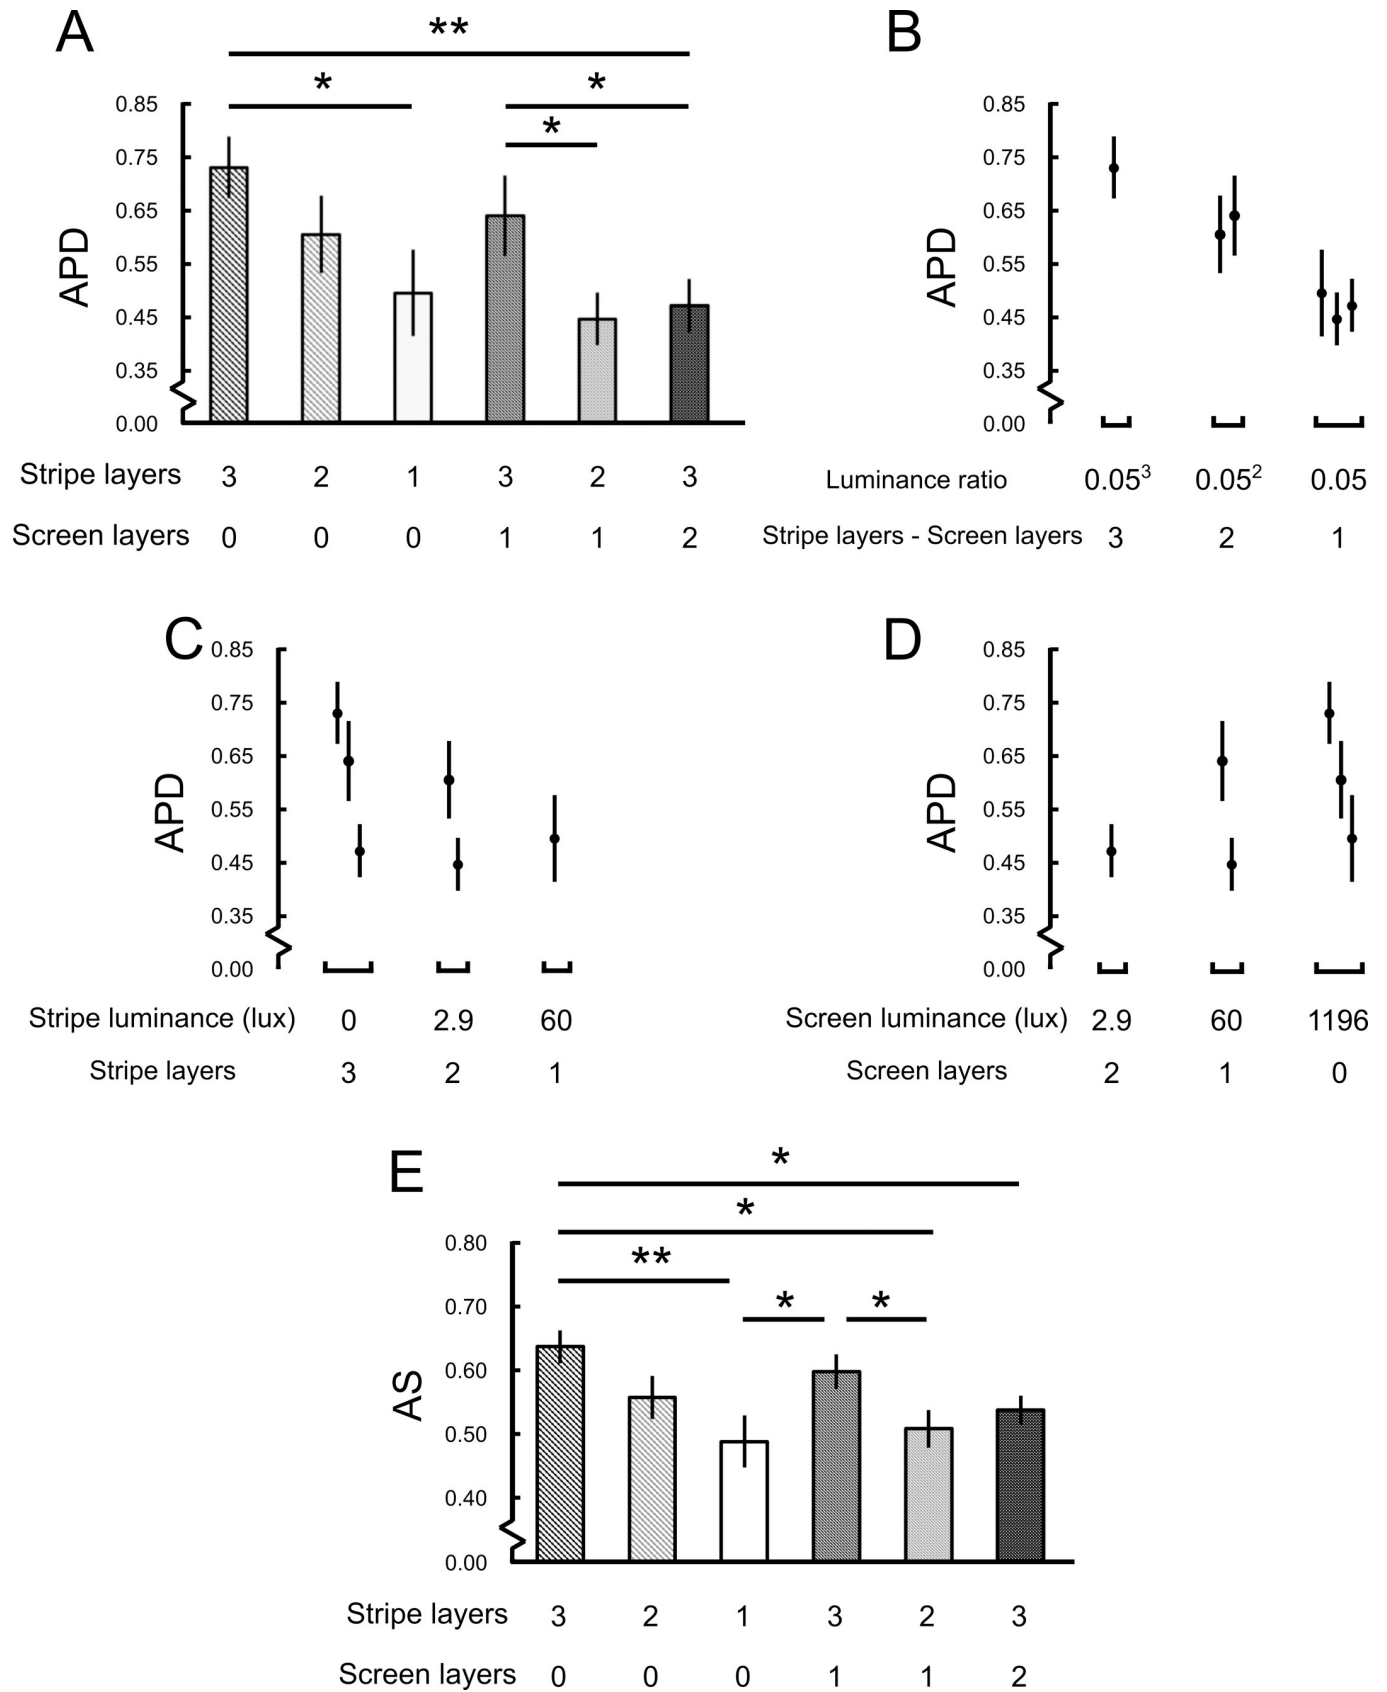 A
**
*
*
*
0.85
0.75
0.65
0.55
0.45
0.35
0.00
APD
Stripe layers 3 2 1 3 2 3
Screen layers 0 0 0 1 1 2
B
0.85
0.75
0.65
0.55
0.45
0.35
0.00
APD
Luminance ratio 0.05³ 0.05² 0.05
Stripe layers - Screen layers 3 2 1
C
0.85
0.75
0.65
0.55
0.45
0.35
0.00
APD
Stripe luminance (lux) 0 2.9 60
Stripe layers 3 2 1
D
0.85
0.75
0.65
0.55
0.45
0.35
0.00
APD
Screen luminance (lux) 2.9 60 1196
Screen layers 2 1 0
E
*
*
**
*
*
0.80
0.70
0.60
0.50
0.40
0.00
AS
Stripe layers 3 2 1 3 2 3
Screen layers 0 0 0 1 1 2